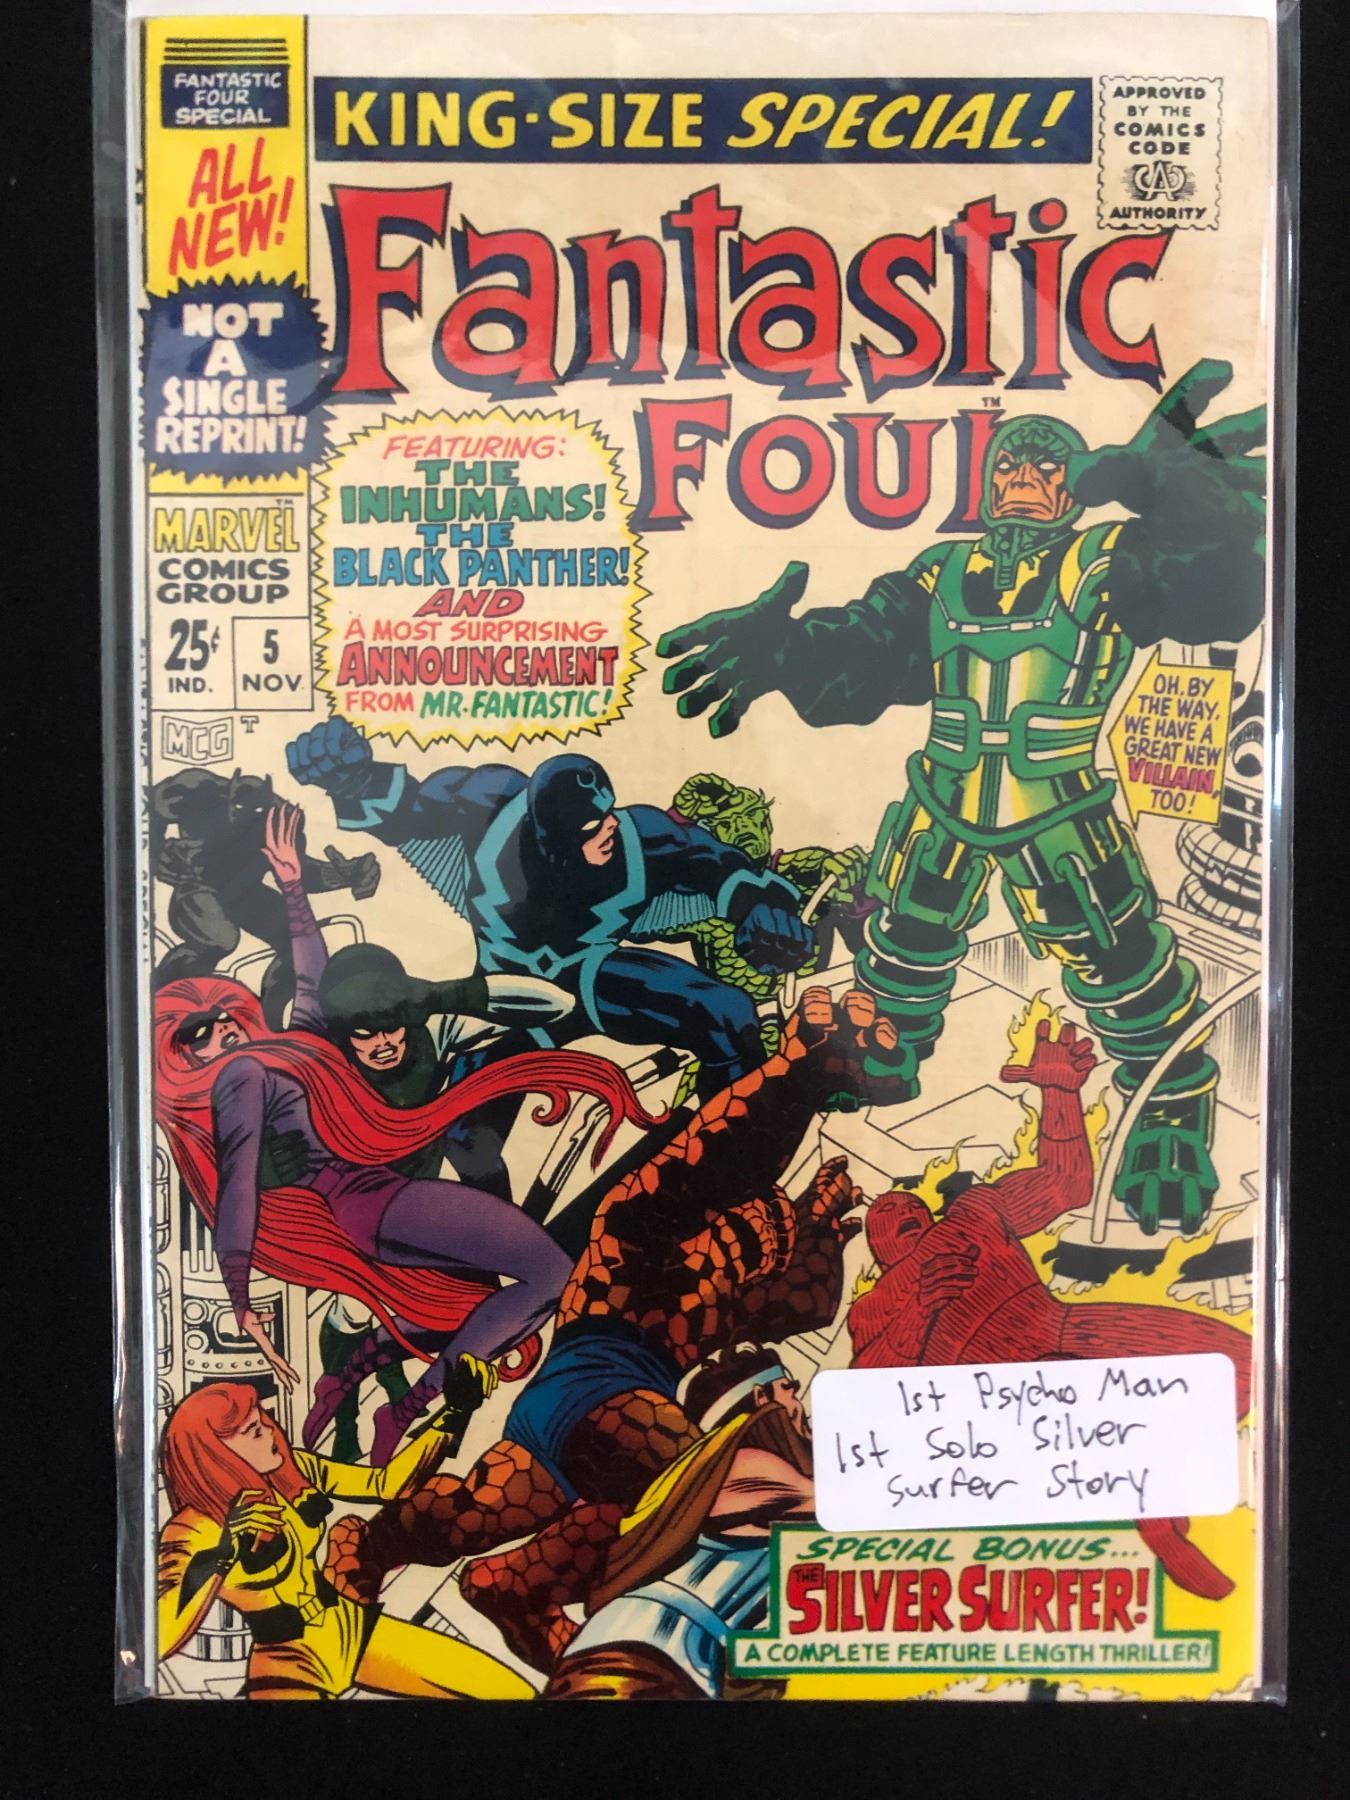 FANTASTIC
FOUR
SPECIAL
ALL
NEW!
NOT
A
SINGLE
REPRINT!
MARVEL™
COMICS
GROUP
25¢
IND.
5
NOV.
MCG T
KING-SIZE SPECIAL!
APPROVED
BY THE
COMICS
CODE
CA
AUTHORITY
Fantastic
FOUR™
FEATURING:
THE
INHUMANS!
THE
BLACK PANTHER!
AND
A MOST SURPRISING
ANNOUNCEMENT
FROM MR. FANTASTIC!
OH, BY
THE WAY,
WE HAVE A
GREAT NEW
VILLAIN,
TOO!
1st Psycho Man
1st Solo Silver
Surfer Story
SPECIAL BONUS...
THE SILVER SURFER!
A COMPLETE FEATURE LENGTH THRILLER!